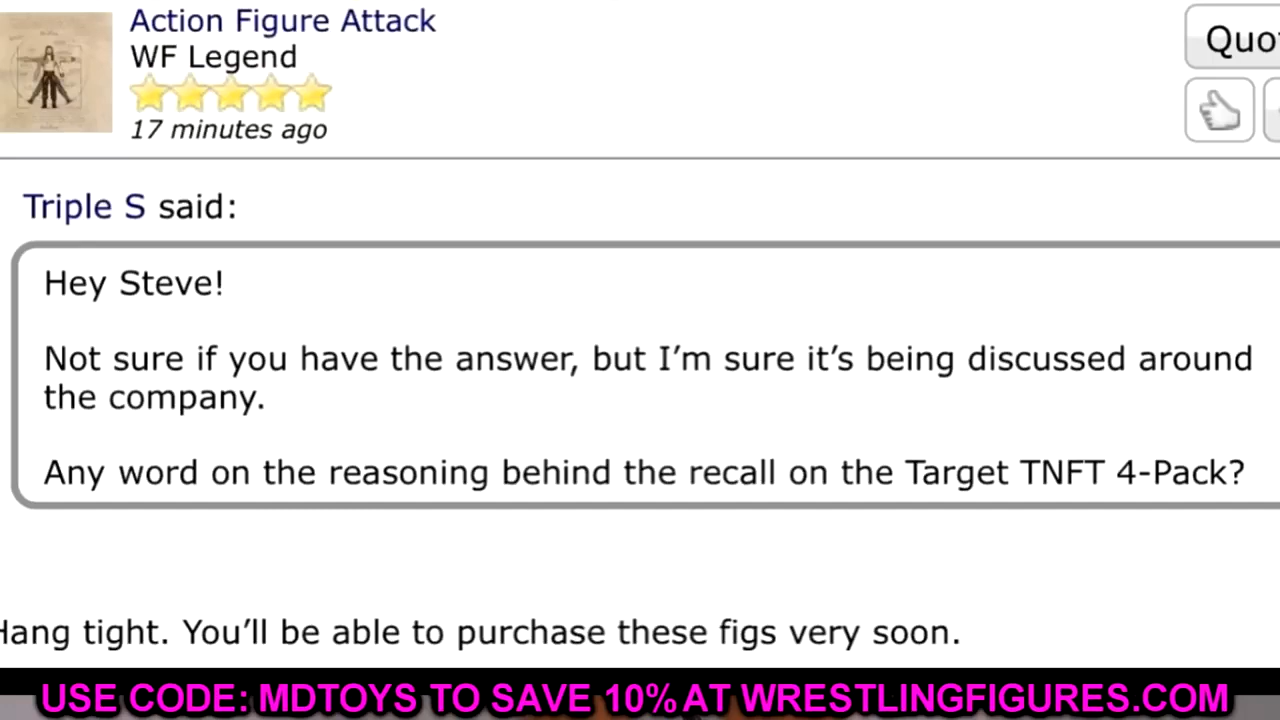 Action Figure Attack
WF Legend
17 minutes ago
Triple S said:
Hey Steve!
Not sure if you have the answer, but I'm sure it's being discussed around
the company.
Any word on the reasoning behind the recall on the Target TNFT 4-Pack?
Hang tight. You'll be able to purchase these figs very soon.
USE CODE: MDTOYS TO SAVE 10% AT WRESTLINGFIGURES.COM